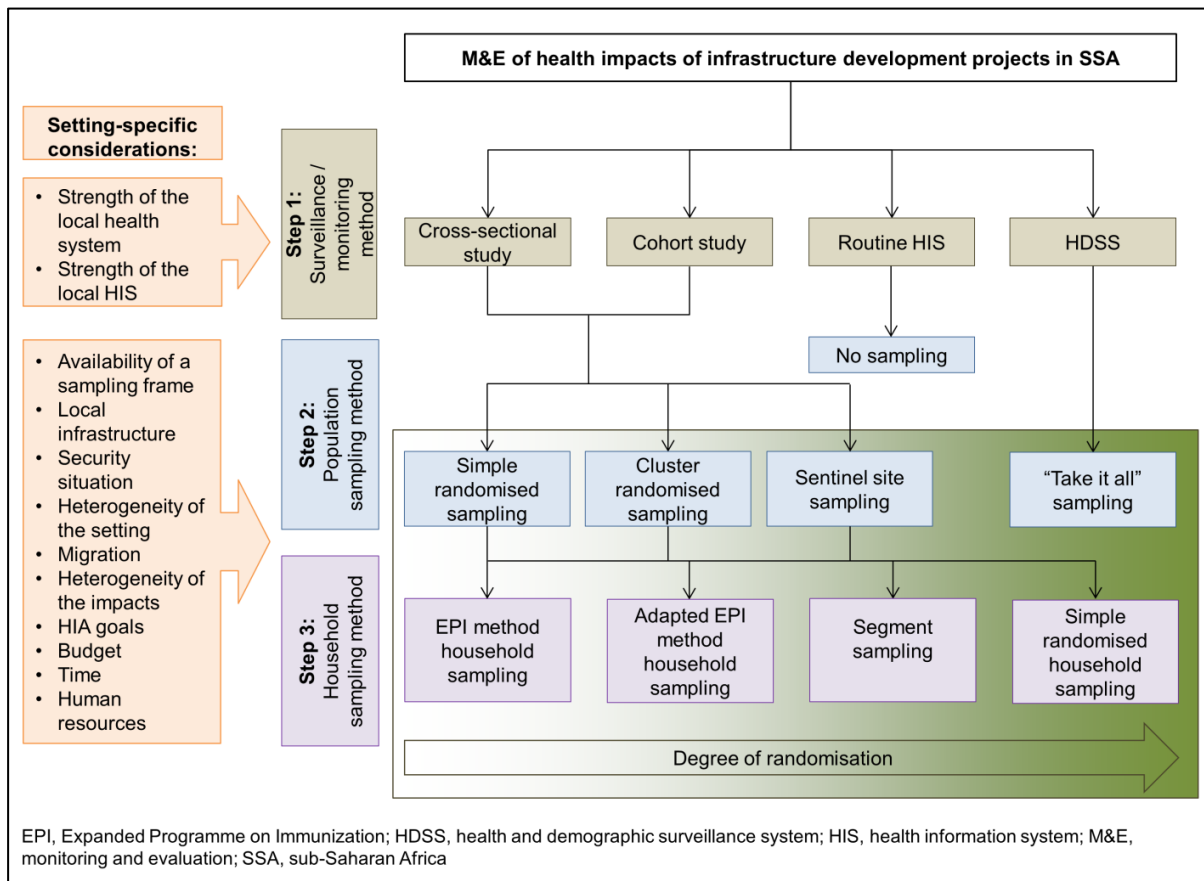 M&E of health impacts of infrastructure development projects in SSA
Setting-specific
considerations:
• Strength of the
local health
system
• Strength of the
local HIS
Step 1:
Surveillance /
monitoring
method
Cross-sectional
study
Cohort study
Routine HIS
HDSS
No sampling
• Availability of a
sampling frame
• Local
infrastructure
• Security
situation
• Heterogeneity of
the setting
• Migration
• Heterogeneity of
the impacts
• HIA goals
• Budget
• Time
• Human
resources
Step 2:
Population
sampling method
Simple
randomised
sampling
Cluster
randomised
sampling
Sentinel site
sampling
“Take it all”
sampling
Step 3:
Household
sampling method
EPI method
household
sampling
Adapted EPI
method
household
sampling
Segment
sampling
Simple
randomised
household
sampling
Degree of randomisation
EPI, Expanded Programme on Immunization; HDSS, health and demographic surveillance system; HIS, health information system; M&E,
monitoring and evaluation; SSA, sub-Saharan Africa